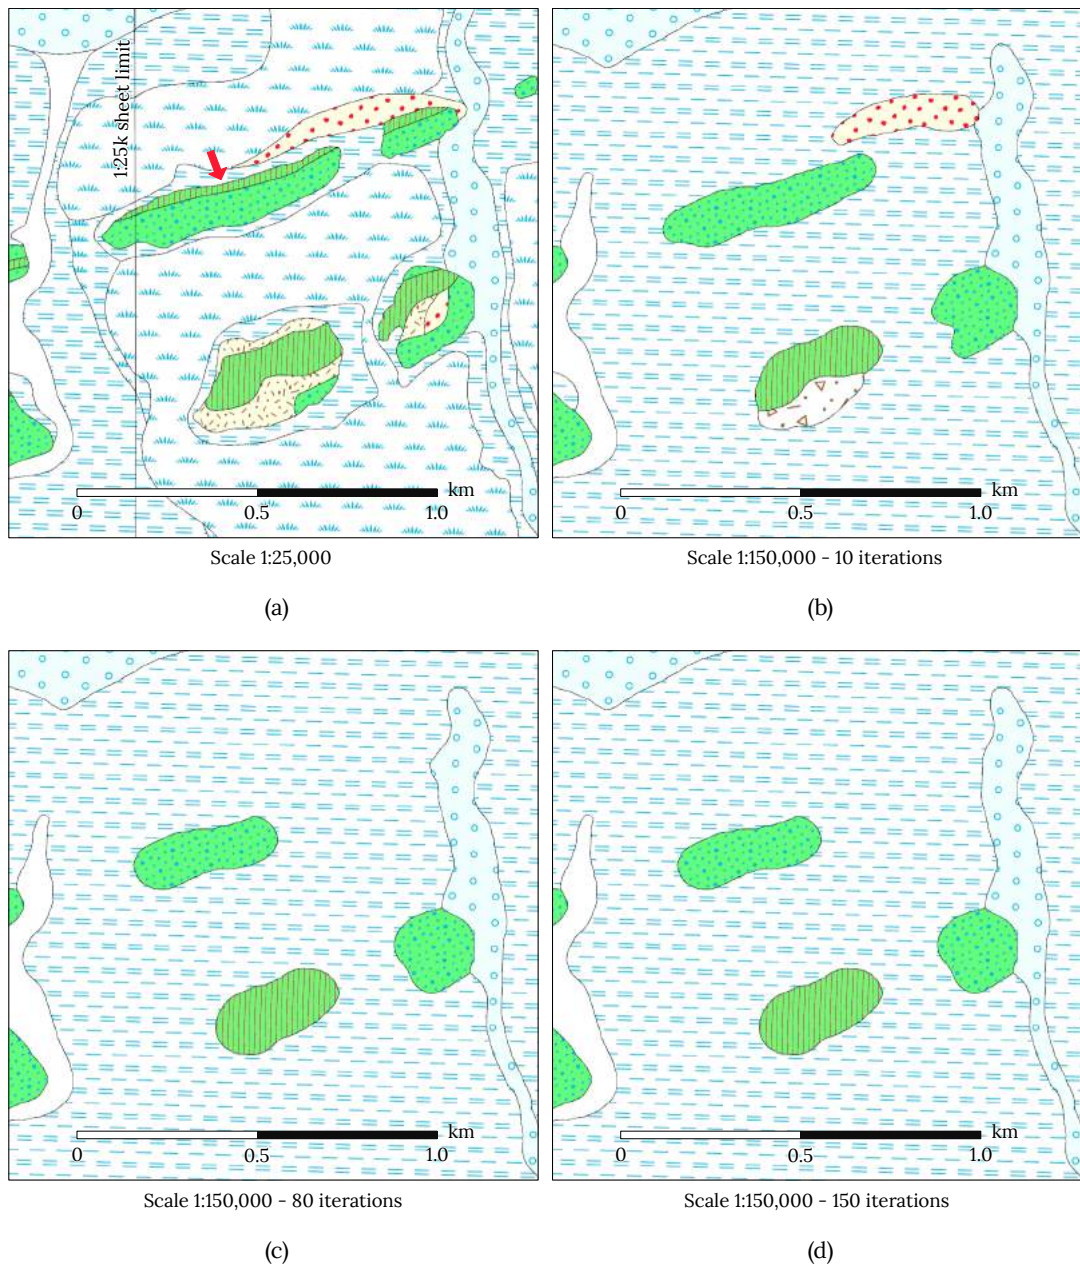 1:25k sheet limit
km
0 0.5 1.0
Scale 1:25,000
(a)
km
0 0.5 1.0
Scale 1:150,000 - 10 iterations
(b)
km
0 0.5 1.0
Scale 1:150,000 - 80 iterations
(c)
km
0 0.5 1.0
Scale 1:150,000 - 150 iterations
(d)